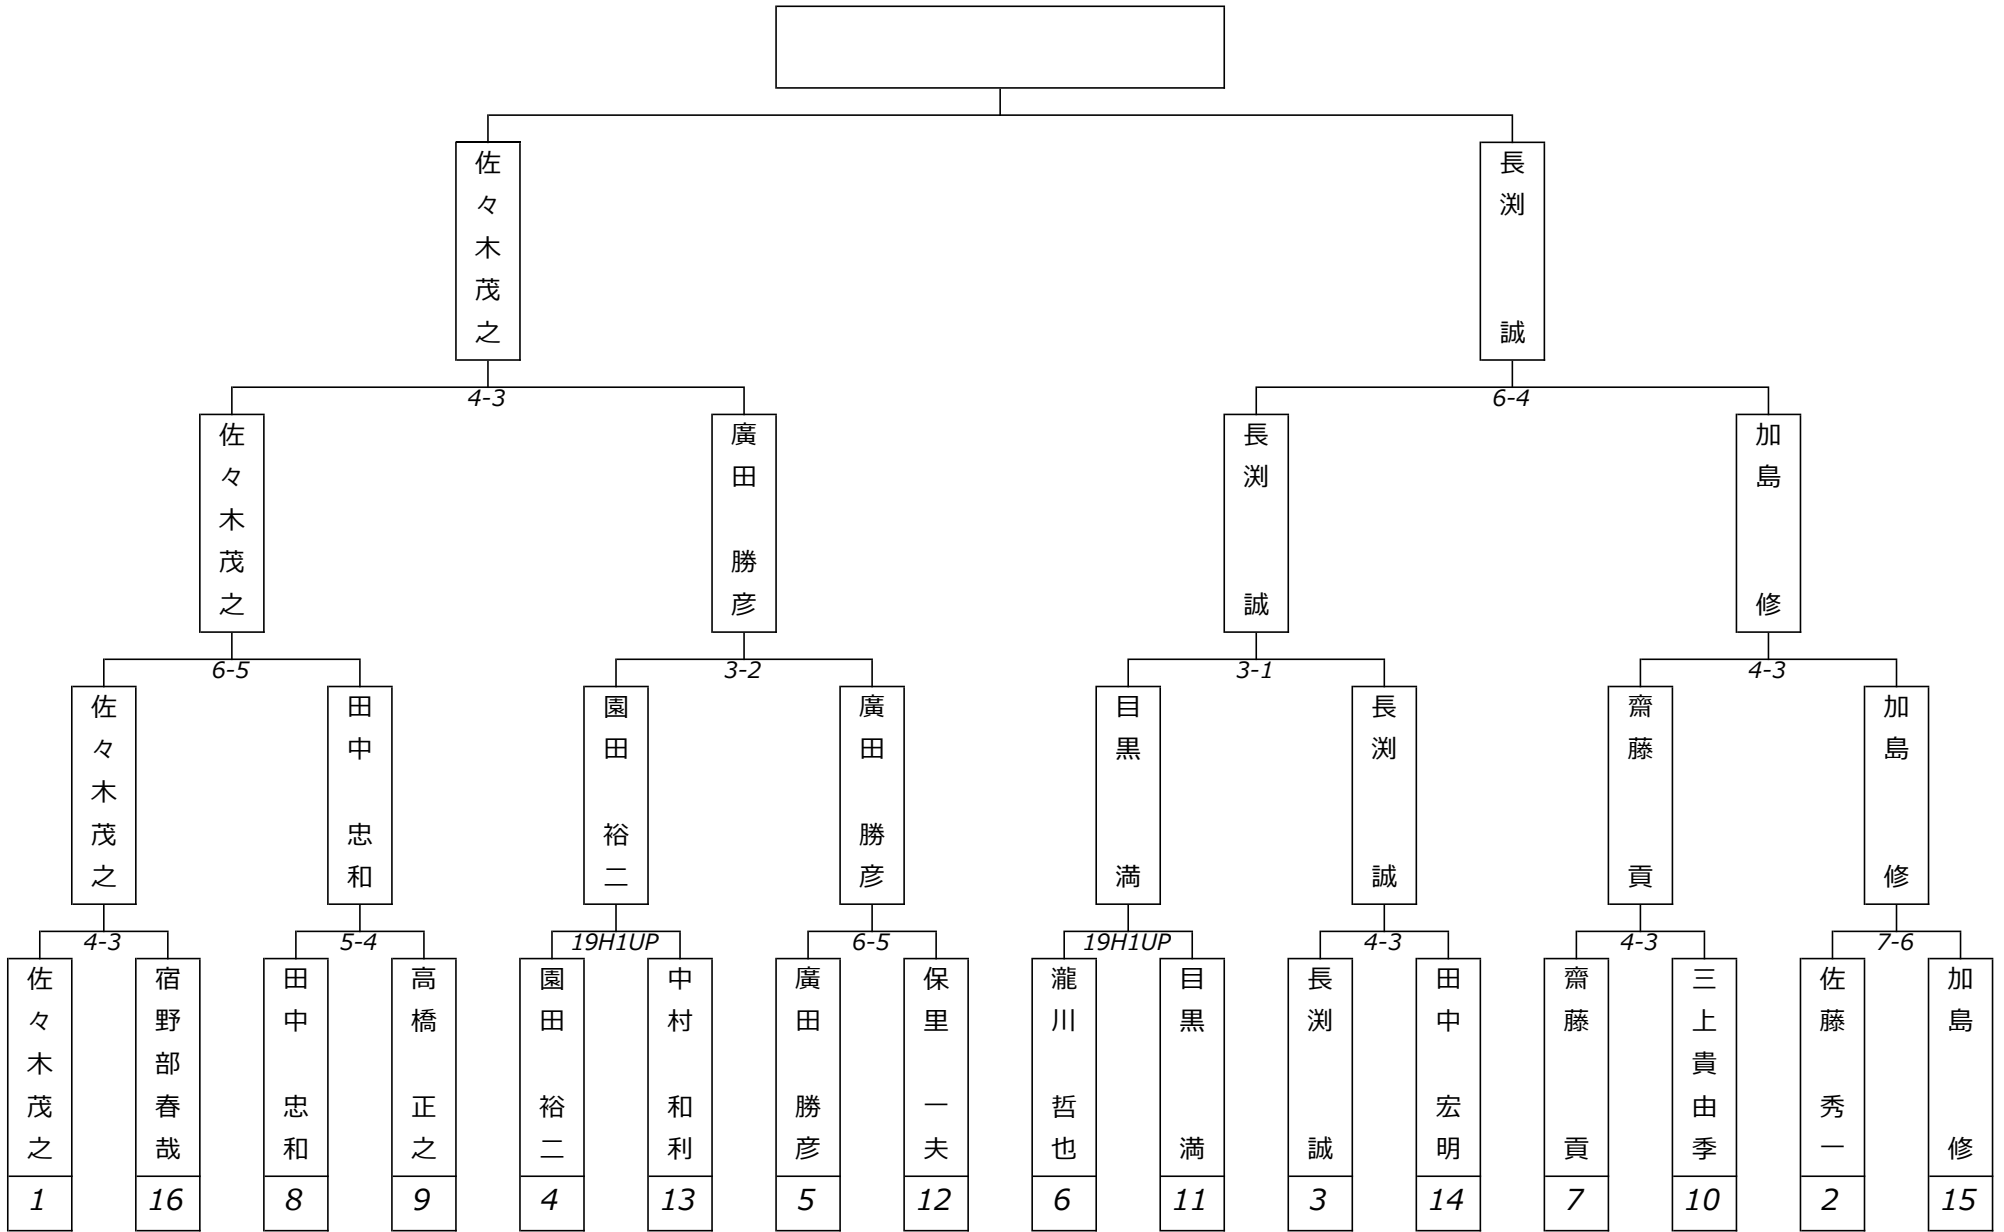 佐々木茂之
長渕 誠
4-3
6-4
佐々木茂之
廣田 勝彦
長渕 誠
加島 修
6-5
3-2
3-1
4-3
佐々木茂之
田中 忠和
園田 裕二
廣田 勝彦
目黒 満
長渕 誠
齋藤 貢
加島 修
4-3
5-4
19H1UP
6-5
19H1UP
4-3
4-3
7-6
佐々木茂之
宿野部春哉
田中 忠和
高橋 正之
園田 裕二
中村 和利
廣田 勝彦
保里 一夫
瀧川 哲也
目黒 満
長渕 誠
田中 宏明
齋藤 貢
三上貴由季
佐藤 秀一
加島 修
1
16
8
9
4
13
5
12
6
11
3
14
7
10
2
15